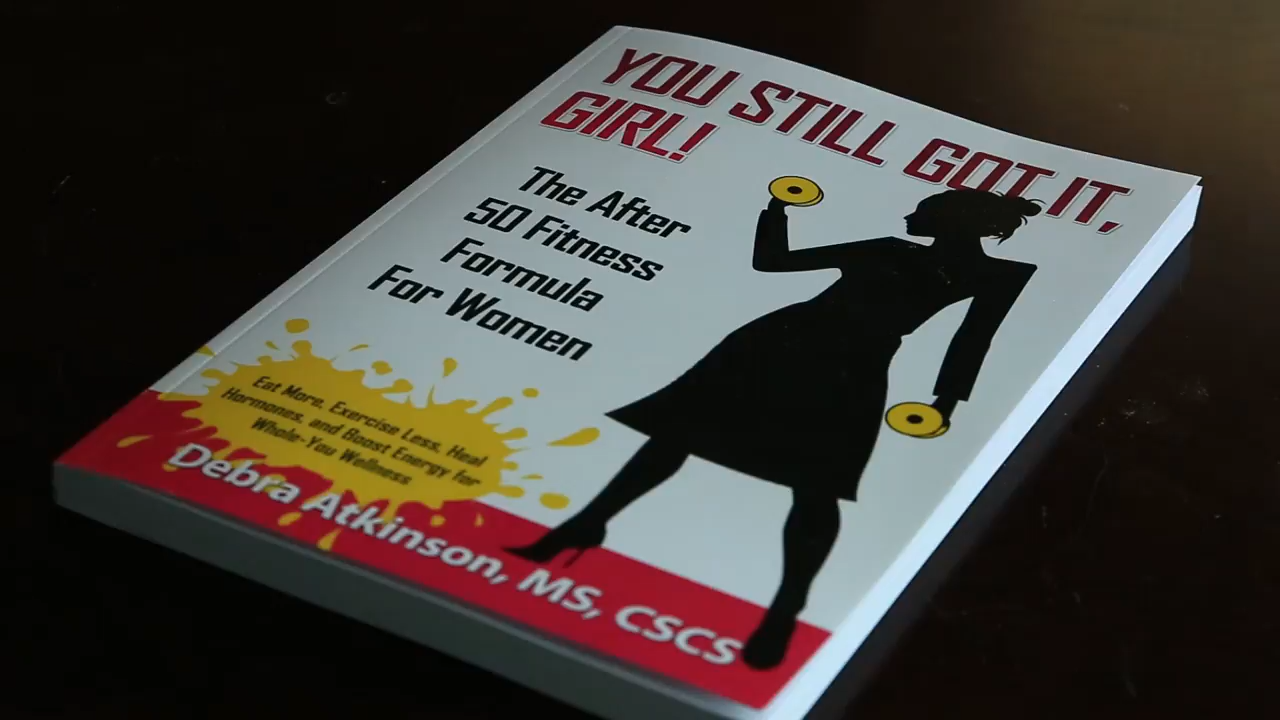 YOU STILL GOT IT,
GIRL!
The After
50 Fitness
Formula
For Women
Eat More, Exercise Less, Heal
Hormones, and Boost Energy for
Whole-You Wellness
Debra Atkinson, MS, CSCS